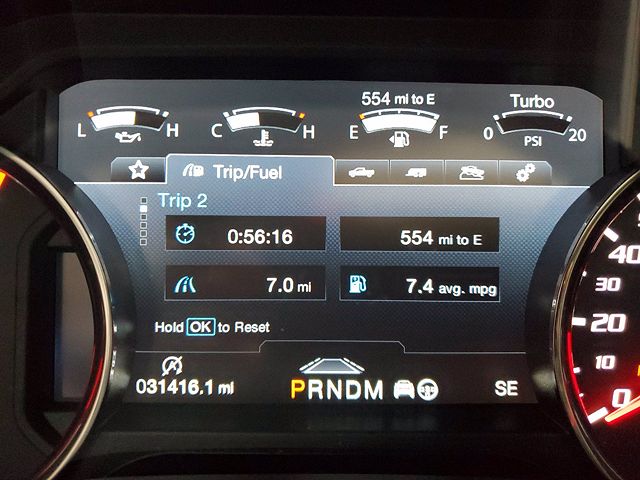 554 mi to E
Turbo
L H
C H
E F
0 20
PSI
Trip/Fuel
Trip 2
0:56:16
554 mi to E
7.0 mi
7.4 avg. mpg
Hold OK to Reset
031416.1 mi
PRNDM
SE
40
30
20
10
0